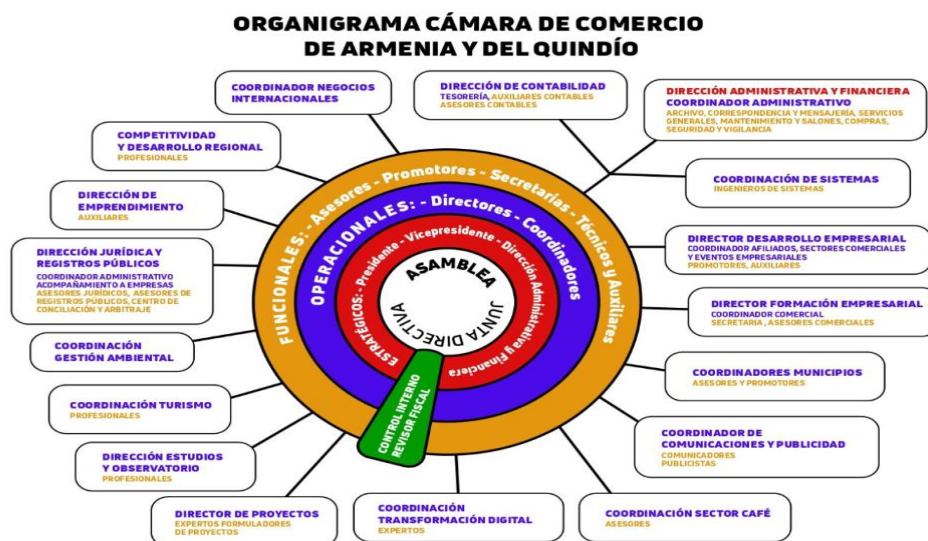 ORGANIGRAMA CÁMARA DE COMERCIO
DE ARMENIA Y DEL QUINDÍO
COORDINADOR NEGOCIOS
INTERNACIONALES
DIRECCIÓN DE CONTABILIDAD
TESORERÍA, AUXILIARES CONTABLES
ASESORES CONTABLES
DIRECCIÓN ADMINISTRATIVA Y FINANCIERA
COORDINADOR ADMINISTRATIVO
ARCHIVO, CORRESPONDENCIA Y MENSAJERÍA, SERVICIOS
GENERALES, MANTENIMIENTO Y SALONES, COMPRAS,
SEGURIDAD Y VIGILANCIA
COMPETITIVIDAD
Y DESARROLLO REGIONAL
PROFESIONALES
COORDINACIÓN DE SISTEMAS
INGENIEROS DE SISTEMAS
DIRECCIÓN DE
EMPRENDIMIENTO
AUXILIARES
DIRECTOR DESARROLLO EMPRESARIAL
COORDINADOR AFILIADOS, SECTORES COMERCIALES
Y EVENTOS EMPRESARIALES
PROMOTORES, AUXILIARES
DIRECCIÓN JURÍDICA Y
REGISTROS PÚBLICOS
COORDINADOR ADMINISTRATIVO
ACOMPAÑAMIENTO A EMPRESAS
ASESORES JURÍDICOS, ASESORES DE
REGISTROS PÚBLICOS, CENTRO DE
CONCILIACIÓN Y ARBITRAJE
DIRECTOR FORMACIÓN EMPRESARIAL
COORDINADOR COMERCIAL
SECRETARIA , ASESORES COMERCIALES
FUNCIONALES: - Asesores - Promotores - Secretarias - Técnicos y Auxiliares
OPERACIONALES: - Directores - Coordinadores
ESTRATÉGICOS: - Presidente - Vicepresidente - Dirección Administrativa y Financiera
ASAMBLEA
JUNTA DIRECTIVA
CONTROL INTERNO
REVISOR FISCAL
COORDINACIÓN
GESTIÓN AMBIENTAL
COORDINADORES MUNICIPIOS
ASESORES Y PROMOTORES
COORDINACIÓN TURISMO
PROFESIONALES
COORDINADOR DE
COMUNICACIONES Y PUBLICIDAD
COMUNICADORES
PUBLICISTAS
DIRECCIÓN ESTUDIOS
Y OBSERVATORIO
PROFESIONALES
DIRECTOR DE PROYECTOS
EXPERTOS FORMULADORES
DE PROYECTOS
COORDINACIÓN
TRANSFORMACIÓN DIGITAL
EXPERTOS
COORDINACIÓN SECTOR CAFÉ
ASESORES